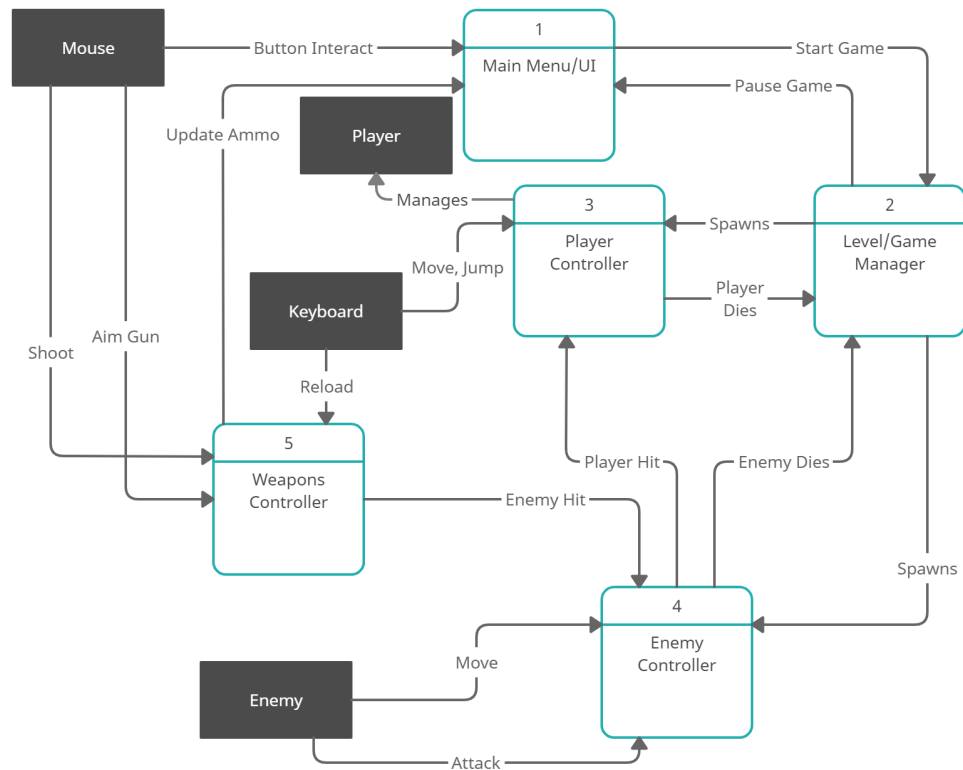 1
Mouse
Button Interact
Main Menu/UI
Start Game
Pause Game
Update Ammo
Player
Manages
3
2
Player
Controller
Spawns
Level/Game
Manager
Move, Jump
Keyboard
Player
Dies
Aim Gun
Shoot
Reload
5
Weapons
Controller
Player Hit
Enemy Dies
Enemy Hit
Spawns
4
Enemy
Controller
Move
Enemy
Attack